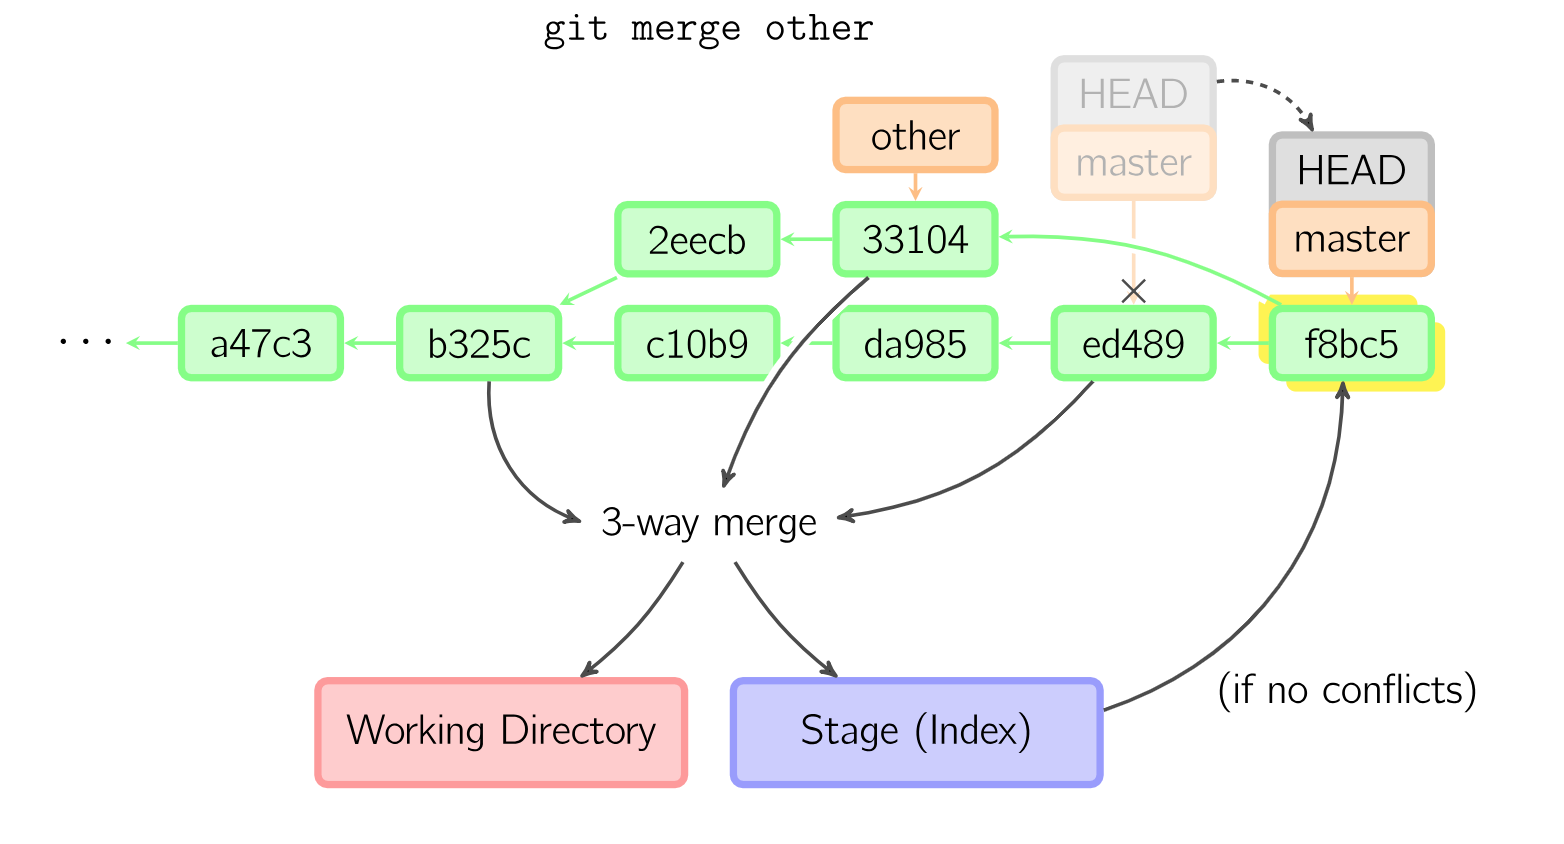 git merge other
HEAD
other
master
HEAD
2eecb
33104
master
...
a47c3
b325c
c10b9
da985
ed489
f8bc5
3-way merge
(if no conflicts)
Working Directory
Stage (Index)